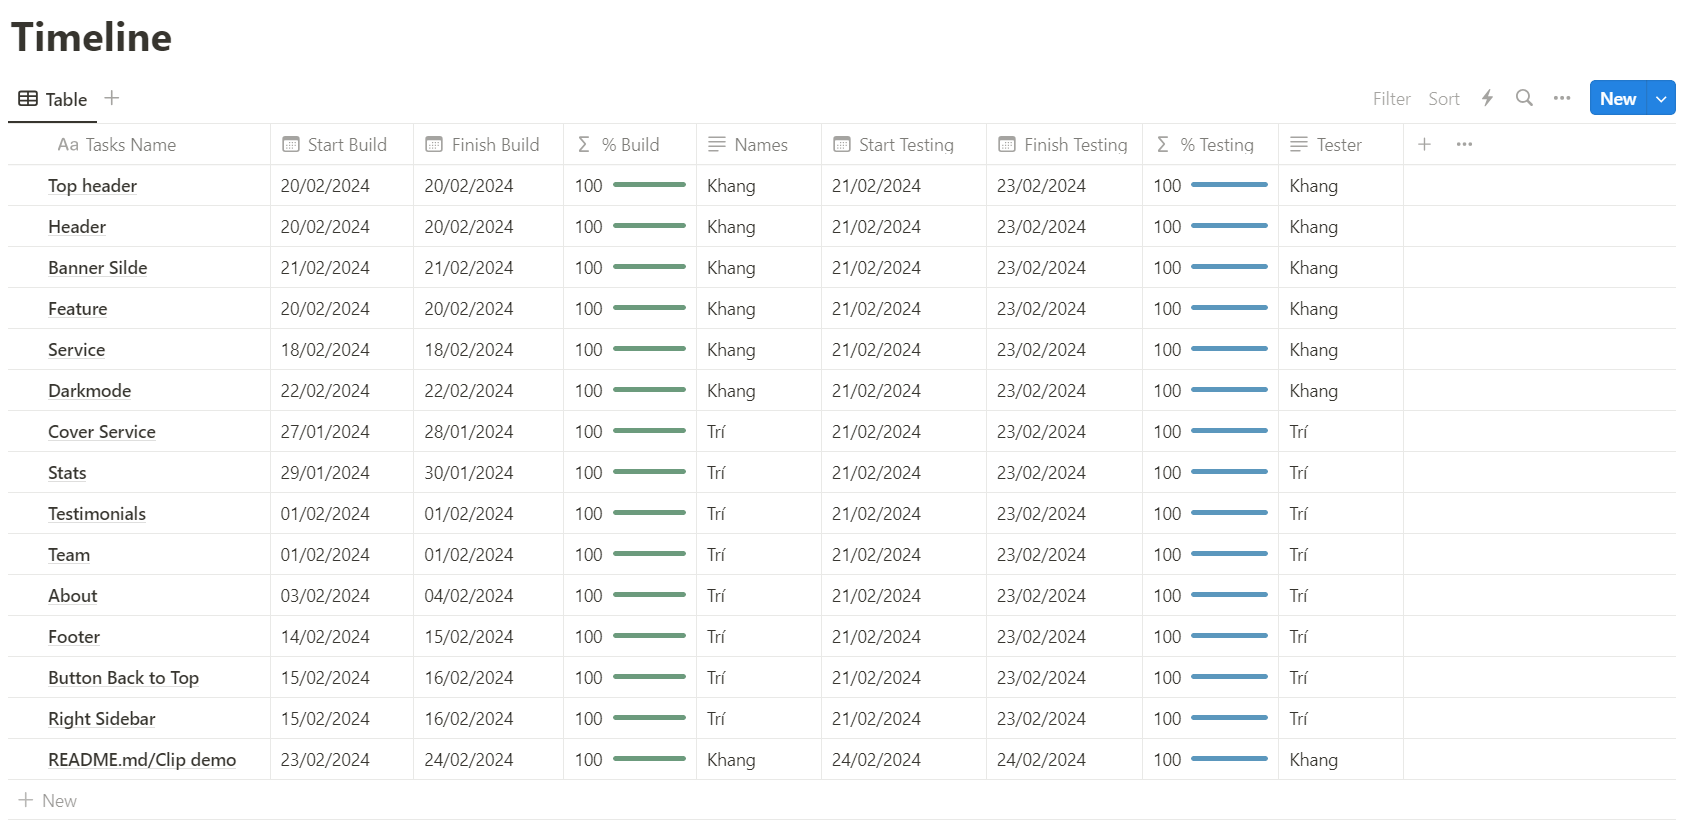 Timeline
Table
Filter Sort New
Aa Tasks Name Start Build Finish Build Σ % Build Names Start Testing Finish Testing Σ % Testing Tester
Top header 20/02/2024 20/02/2024 100 Khang 21/02/2024 23/02/2024 100 Khang
Header 20/02/2024 20/02/2024 100 Khang 21/02/2024 23/02/2024 100 Khang
Banner Silde 21/02/2024 21/02/2024 100 Khang 21/02/2024 23/02/2024 100 Khang
Feature 20/02/2024 20/02/2024 100 Khang 21/02/2024 23/02/2024 100 Khang
Service 18/02/2024 18/02/2024 100 Khang 21/02/2024 23/02/2024 100 Khang
Darkmode 22/02/2024 22/02/2024 100 Khang 21/02/2024 23/02/2024 100 Khang
Cover Service 27/01/2024 28/01/2024 100 Trí 21/02/2024 23/02/2024 100 Trí
Stats 29/01/2024 30/01/2024 100 Trí 21/02/2024 23/02/2024 100 Trí
Testimonials 01/02/2024 01/02/2024 100 Trí 21/02/2024 23/02/2024 100 Trí
Team 01/02/2024 01/02/2024 100 Trí 21/02/2024 23/02/2024 100 Trí
About 03/02/2024 04/02/2024 100 Trí 21/02/2024 23/02/2024 100 Trí
Footer 14/02/2024 15/02/2024 100 Trí 21/02/2024 23/02/2024 100 Trí
Button Back to Top 15/02/2024 16/02/2024 100 Trí 21/02/2024 23/02/2024 100 Trí
Right Sidebar 15/02/2024 16/02/2024 100 Trí 21/02/2024 23/02/2024 100 Trí
README.md/Clip demo 23/02/2024 24/02/2024 100 Khang 24/02/2024 24/02/2024 100 Khang
New